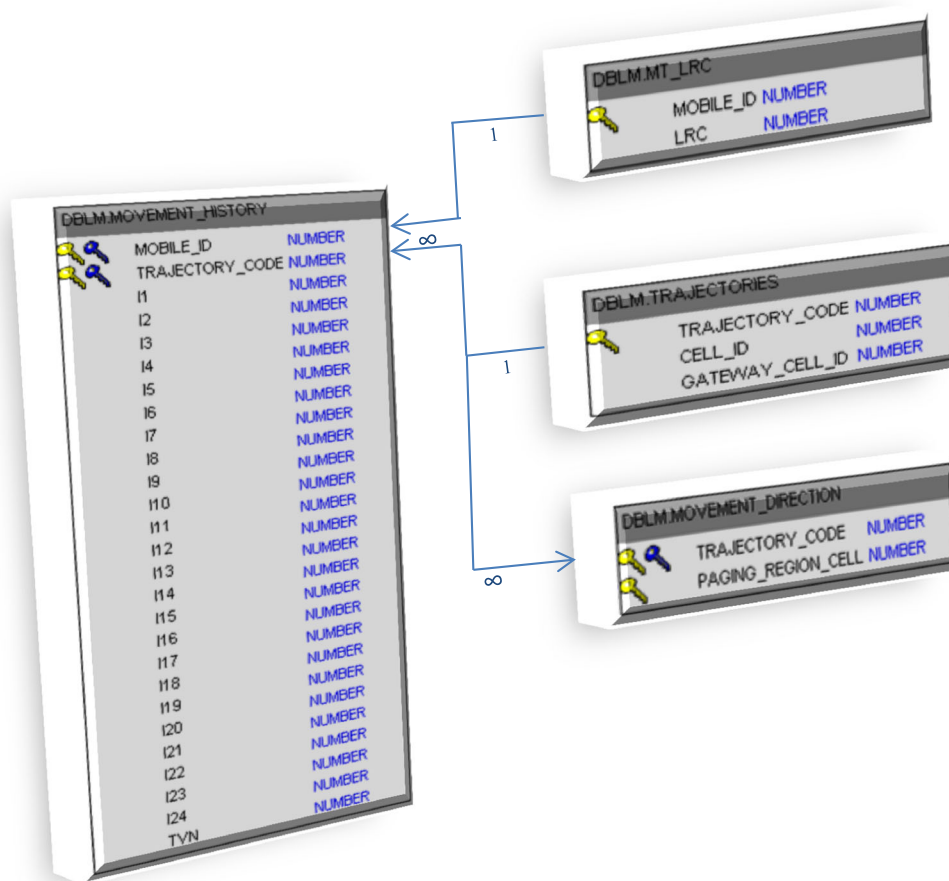 DBLM.MT_LRC
MOBILE_ID NUMBER
LRC NUMBER
1
DBLM.MOVEMENT_HISTORY
MOBILE_ID NUMBER
TRAJECTORY_CODE NUMBER
I1 NUMBER
I2 NUMBER
I3 NUMBER
I4 NUMBER
I5 NUMBER
I6 NUMBER
I7 NUMBER
I8 NUMBER
I9 NUMBER
I10 NUMBER
I11 NUMBER
I12 NUMBER
I13 NUMBER
I14 NUMBER
I15 NUMBER
I16 NUMBER
I17 NUMBER
I18 NUMBER
I19 NUMBER
I20 NUMBER
I21 NUMBER
I22 NUMBER
I23 NUMBER
I24 NUMBER
TVN NUMBER
∞
DBLM.TRAJECTORIES
TRAJECTORY_CODE NUMBER
CELL_ID NUMBER
GATEWAY_CELL_ID NUMBER
1
DBLM.MOVEMENT_DIRECTION
TRAJECTORY_CODE NUMBER
PAGING_REGION_CELL NUMBER
∞